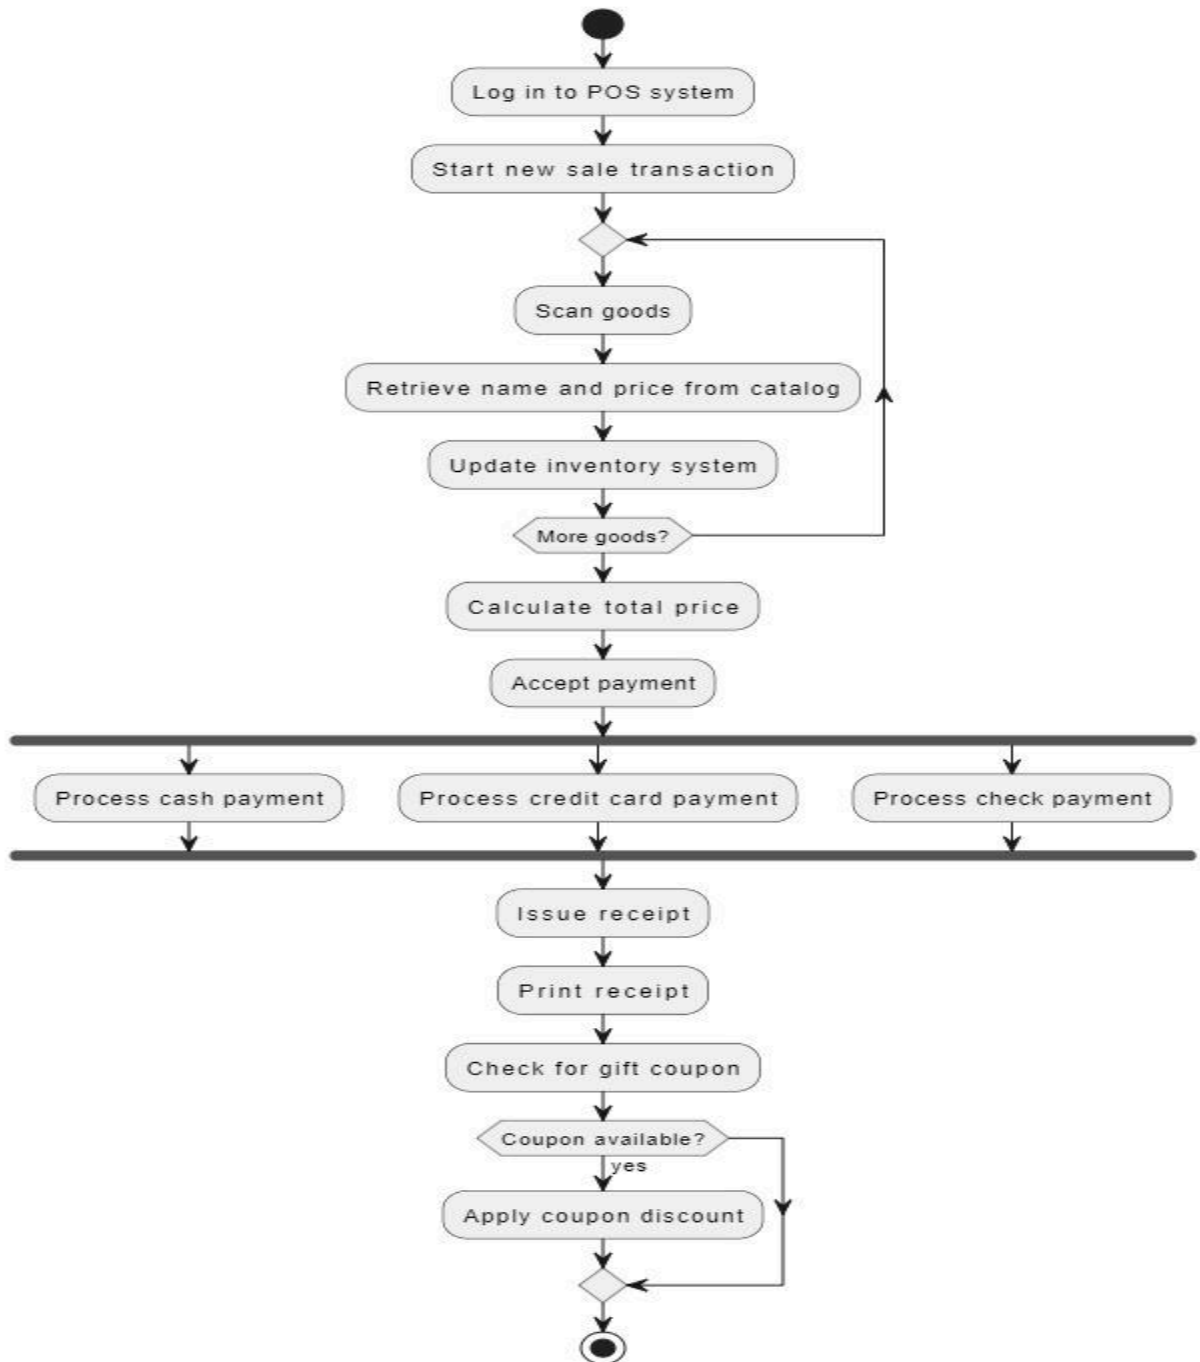 Log in to POS system
Start new sale transaction
Scan goods
Retrieve name and price from catalog
Update inventory system
More goods?
Calculate total price
Accept payment
Process cash payment
Process credit card payment
Process check payment
Issue receipt
Print receipt
Check for gift coupon
Coupon available?
yes
Apply coupon discount